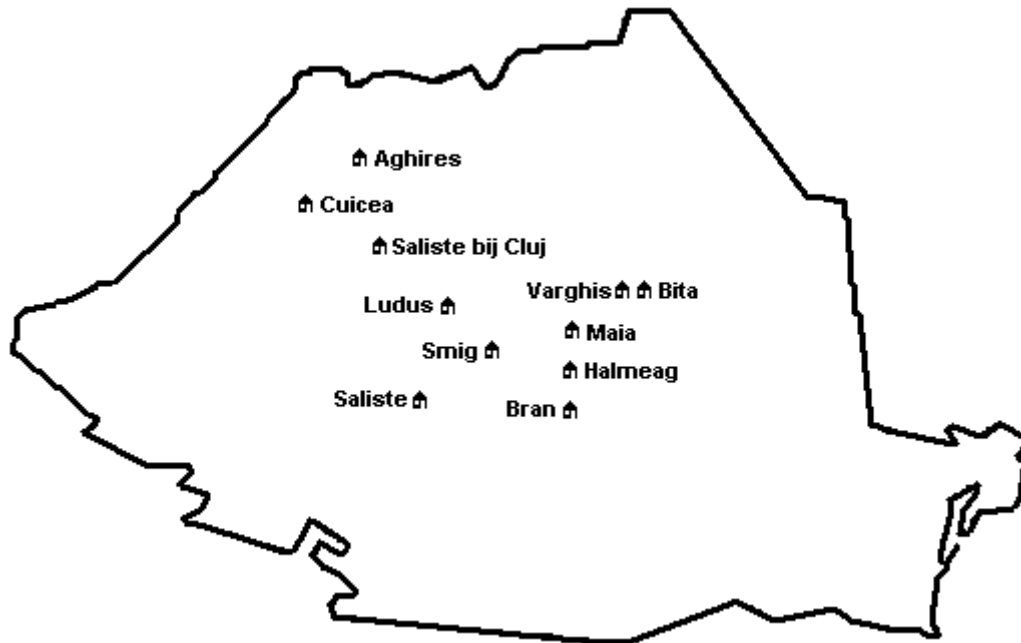 Aghires
Cuicea
Saliste bij Cluj
Varghis
Bita
Ludus
Maia
Smig
Halmeag
Saliste
Bran